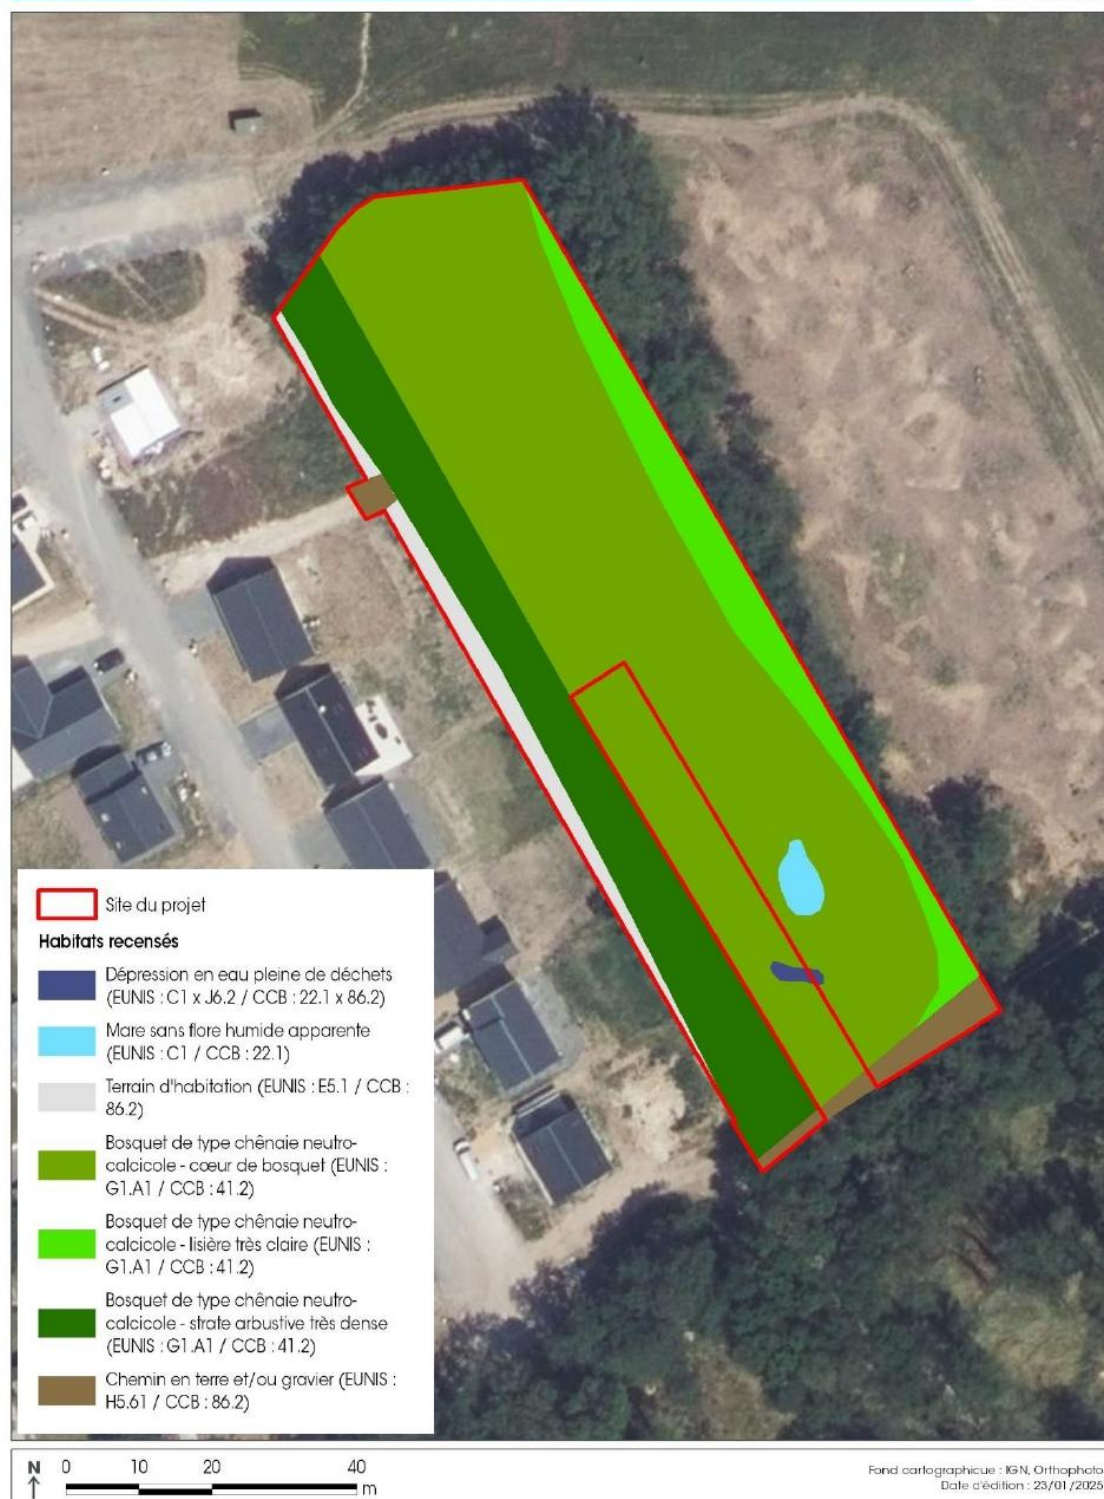 Site du projet
Habitats recensés
Dépression en eau pleine de déchets
(EUNIS : C1 x J6.2 / CCB : 22.1 x 86.2)
Mare sans flore humide apparente
(EUNIS : C1 / CCB : 22.1)
Terrain d'habitation (EUNIS : E5.1 / CCB :
86.2)
Bosquet de type chênaie neutro-
calcicole - cœur de bosquet (EUNIS :
G1.A1 / CCB : 41.2)
Bosquet de type chênaie neutro-
calcicole - lisière très claire (EUNIS :
G1.A1 / CCB : 41.2)
Bosquet de type chênaie neutro-
calcicole - strate arbustive très dense
(EUNIS : G1.A1 / CCB : 41.2)
Chemin en terre et/ou gravier (EUNIS :
H5.61 / CCB : 86.2)
N 0 10 20 40
m
Fond cartographique : IGN, Orthophoto
Date d'édition : 23/01/2025